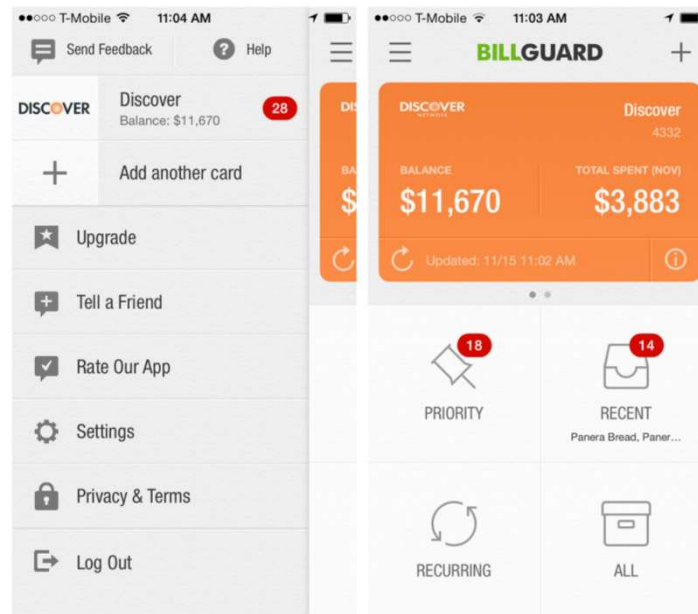 T-Mobile 11:04 AM
Send Feedback Help
DISCOVER Discover 28
Balance: $11,670
Add another card
Upgrade
Tell a Friend
Rate Our App
Settings
Privacy & Terms
Log Out
DIS
BA
$
T-Mobile 11:03 AM
BILLGUARD
DISCOVER Discover
NETWORK 4332
BALANCE TOTAL SPENT (NOV)
$11,670 $3,883
Updated: 11/15 11:02 AM
18 14
PRIORITY RECENT
Panera Bread, Paner...
RECURRING ALL